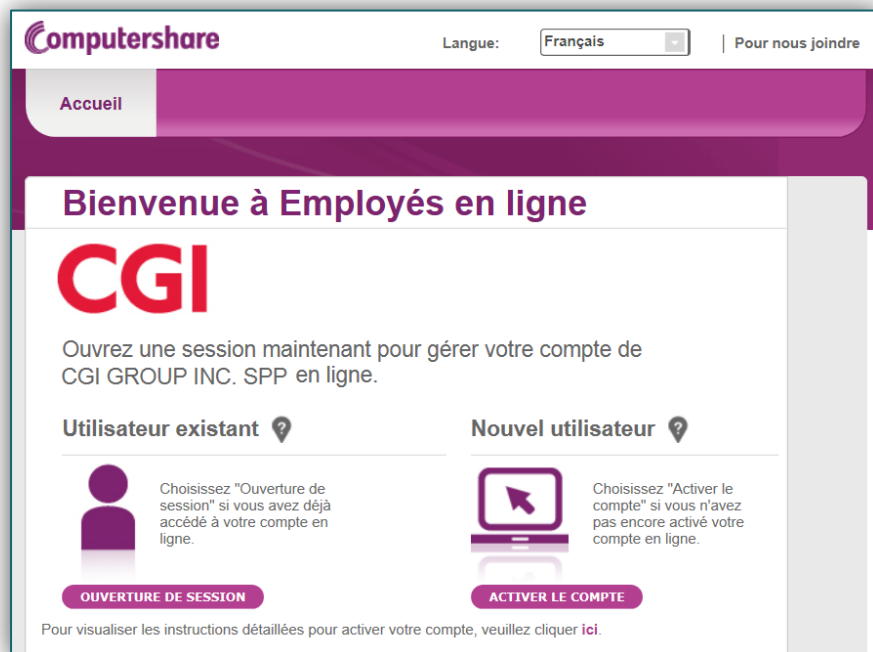 Computershare
Langue: Français | Pour nous joindre
Accueil
Bienvenue à Employés en ligne
CGI
Ouvrez une session maintenant pour gérer votre compte de
CGI GROUP INC. SPP en ligne.
Utilisateur existant ?
Choisissez "Ouverture de
session" si vous avez déjà
accédé à votre compte en
ligne.
OUVERTURE DE SESSION
Nouvel utilisateur ?
Choisissez "Activer le
compte" si vous n'avez
pas encore activé votre
compte en ligne.
ACTIVER LE COMPTE
Pour visualiser les instructions détaillées pour activer votre compte, veuillez cliquer ici.